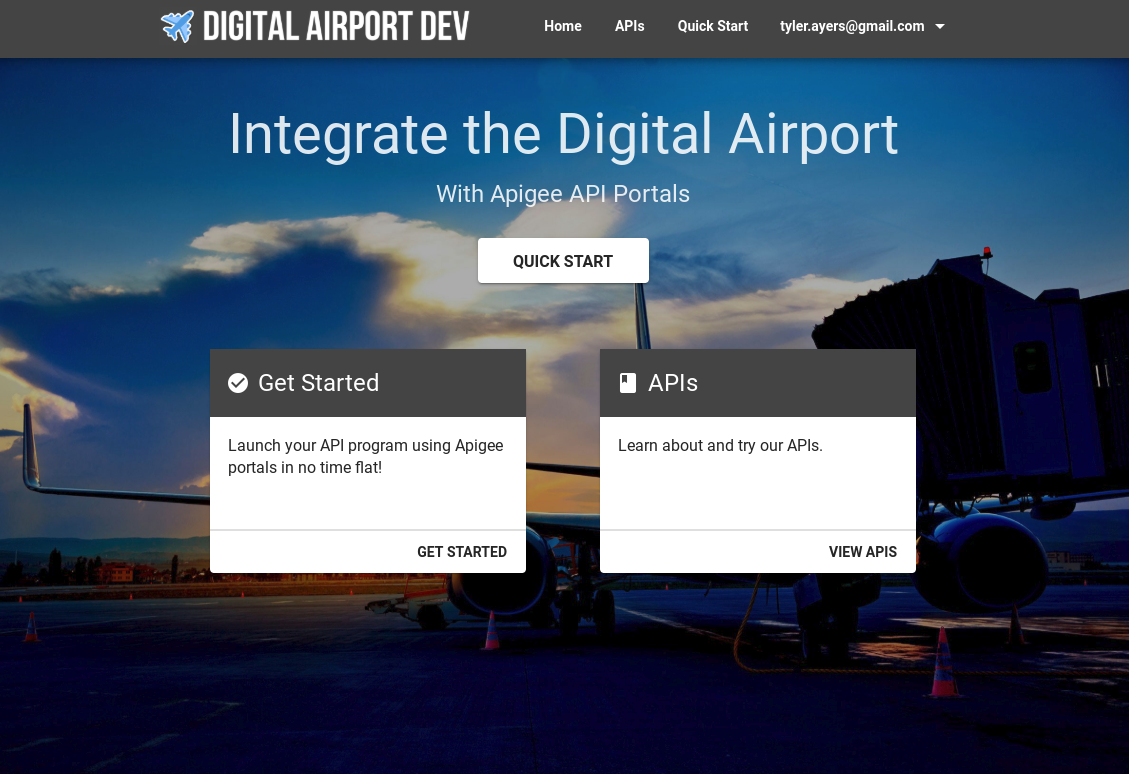 DIGITAL AIRPORT DEV
Home
APIs
Quick Start
tyler.ayers@gmail.com
Integrate the Digital Airport
With Apigee API Portals
QUICK START
Get Started
Launch your API program using Apigee
portals in no time flat!
GET STARTED
APIs
Learn about and try our APIs.
VIEW APIS